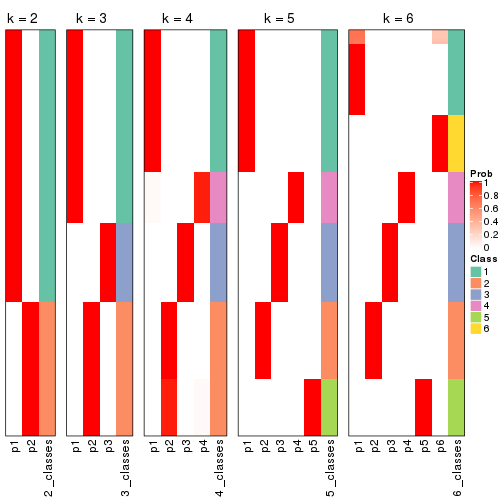 k = 2
k = 3
k = 4
k = 5
k = 6
Prob
1
0.8
0.6
0.4
0.2
0
Class
1
2
3
4
5
6
p1
p2
2_classes
p1
p2
p3
3_classes
p1
p2
p3
p4
4_classes
p1
p2
p3
p4
p5
5_classes
p1
p2
p3
p4
p5
p6
6_classes